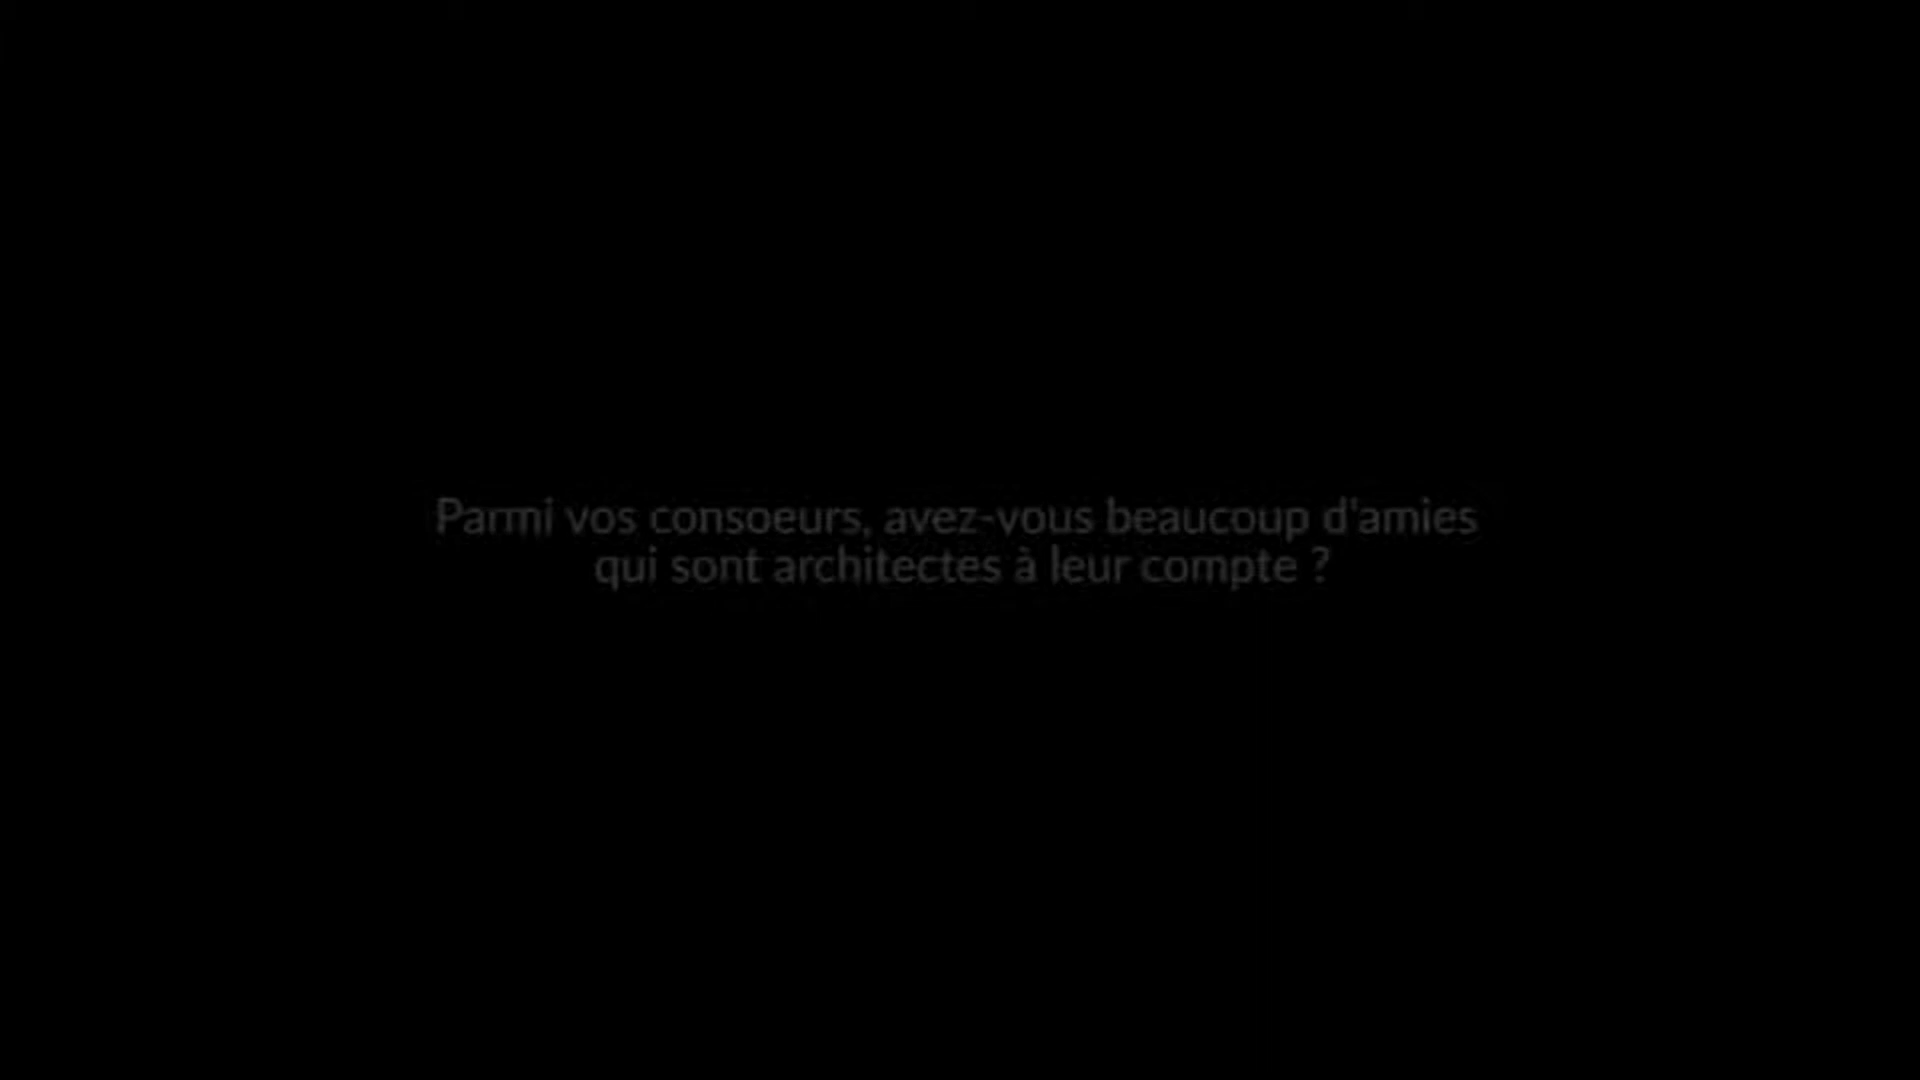 Parmi vos consoeurs, avez-vous beaucoup d'amies
qui sont architectes à leur compte ?